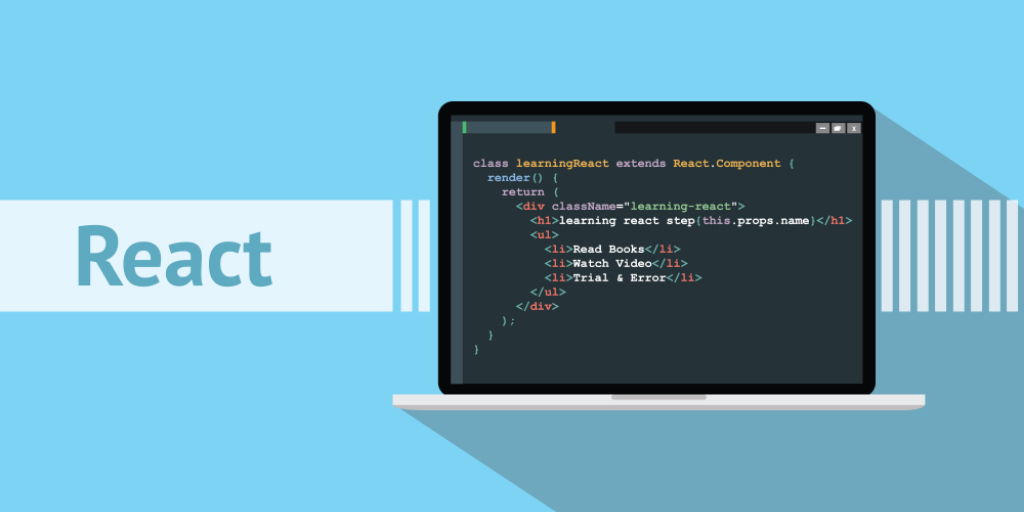 React
class learningReact extends React.Component {
render() {
return (
<div className="learning-react">
<h1>learning react step{this.props.name}</h1>
<ul>
<li>Read Books</li>
<li>Watch Video</li>
<li>Trial & Error</li>
</ul>
</div>
);
}
}